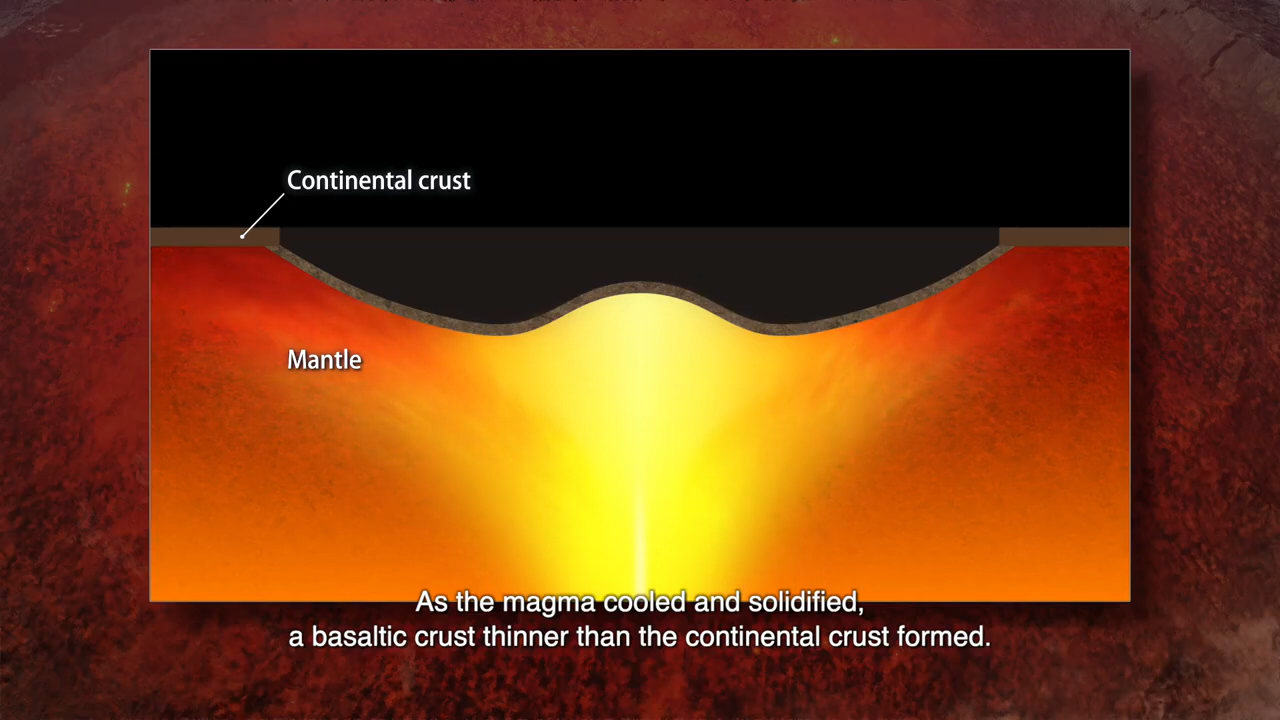 Continental crust
Mantle
As the magma cooled and solidified,
a basaltic crust thinner than the continental crust formed.